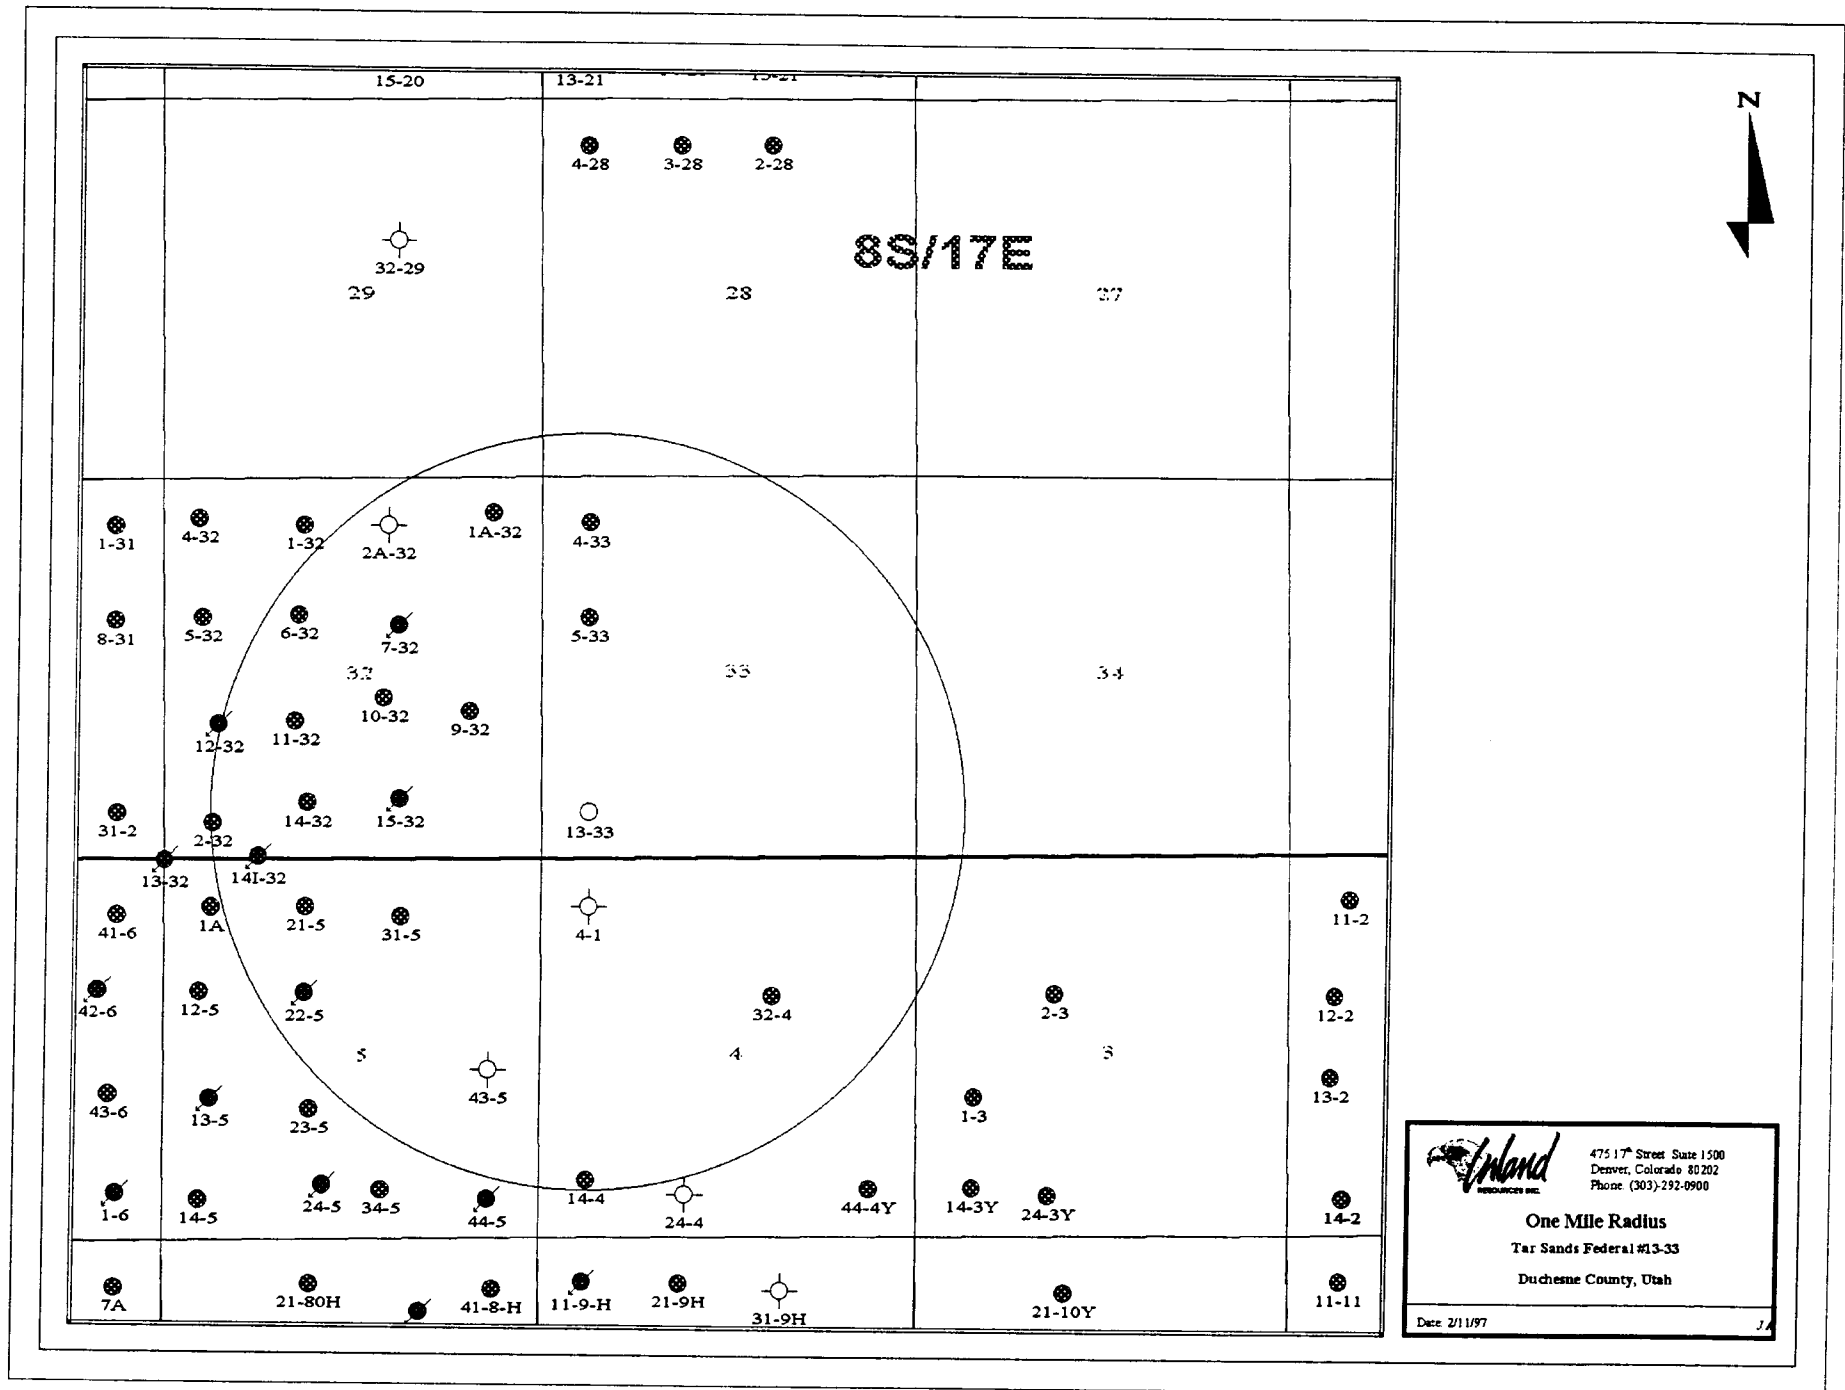 15-20 13-21
4-28 3-28 2-28
N
8S/17E
32-29
29 28 27
1-31 4-32 1-32 2A-32 1A-32 4-33
8-31 5-32 6-32 7-32 5-33
32 33 34
12-32 11-32 10-32 9-32
31-2 2-32 14-32 15-32 13-33
13-32 14I-32
41-6 1A 21-5 31-5 4-1 11-2
42-6 12-5 22-5 32-4 2-3 12-2
5 4 3
43-6 13-5 23-5 43-5 1-3 13-2
1-6 14-5 24-5 34-5 44-5 14-4 24-4 44-4Y 14-3Y 24-3Y 14-2
7A 21-80H 41-8-H 11-9-H 21-9H 31-9H 21-10Y 11-11
Inland
RESOURCES INC.
475 17th Street Suite 1500
Denver, Colorado 80202
Phone (303)-292-0900
One Mile Radius
Tar Sands Federal #13-33
Duchesne County, Utah
Date: 2/11/97